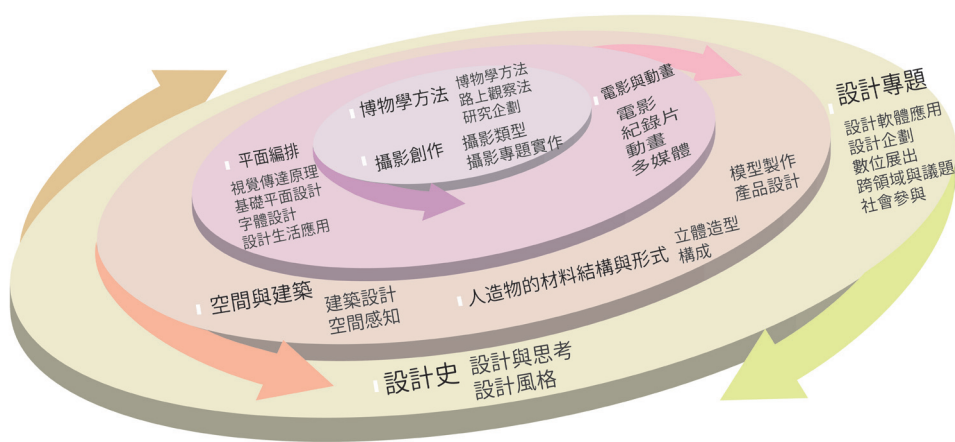 博物學方法
博物學方法
路上觀察法
研究企劃
攝影創作
攝影類型
攝影專題實作
平面編排
視覺傳達原理
基礎平面設計
字體設計
設計生活應用
電影與動畫
電影
紀錄片
動畫
多媒體
空間與建築
建築設計
空間感知
人造物的材料結構與形式
立體造型
構成
模型製作
產品設計
設計史
設計與思考
設計風格
設計專題
設計軟體應用
設計企劃
數位展出
跨領域與議題
社會參與